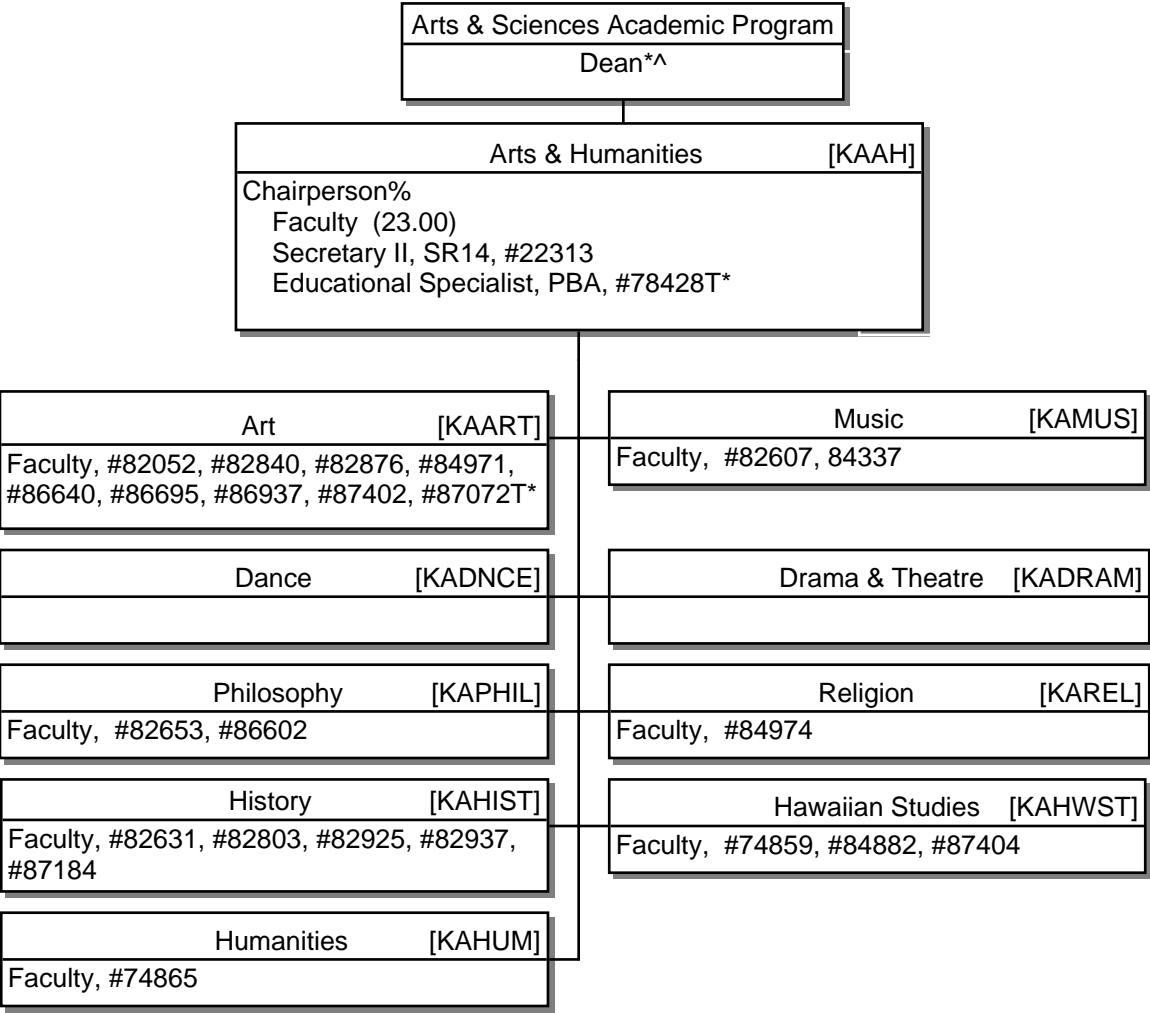 Arts & Sciences Academic Program
Dean*^
Arts & Humanities [KAAH]
Chairperson%
Faculty (23.00)
Secretary II, SR14, #22313
Educational Specialist, PBA, #78428T*
Art [KAART]
Faculty, #82052, #82840, #82876, #84971,
#86640, #86695, #86937, #87402, #87072T*
Music [KAMUS]
Faculty, #82607, 84337
Dance [KADNCE]
Drama & Theatre [KADRAM]
Philosophy [KAPHIL]
Faculty, #82653, #86602
Religion [KAREL]
Faculty, #84974
History [KAHIST]
Faculty, #82631, #82803, #82925, #82937,
#87184
Hawaiian Studies [KAHWST]
Faculty, #74859, #84882, #87404
Humanities [KAHUM]
Faculty, #74865